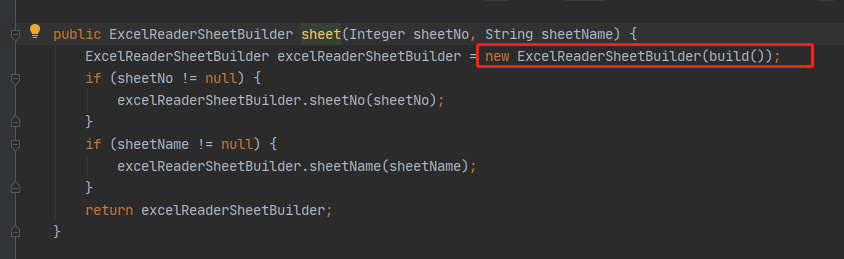 public ExcelReaderSheetBuilder sheet(Integer sheetNo, String sheetName) {
    ExcelReaderSheetBuilder excelReaderSheetBuilder = new ExcelReaderSheetBuilder(build());
    if (sheetNo != null) {
        excelReaderSheetBuilder.sheetNo(sheetNo);
    }
    if (sheetName != null) {
        excelReaderSheetBuilder.sheetName(sheetName);
    }
    return excelReaderSheetBuilder;
}